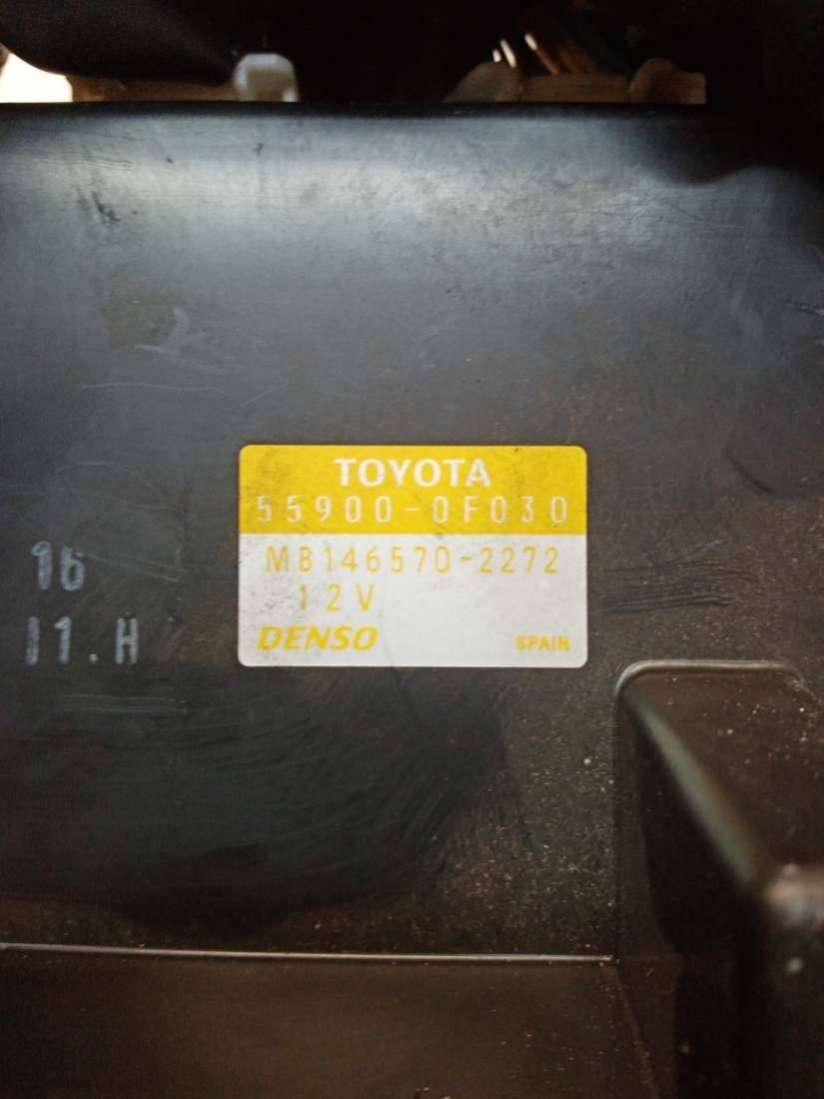 TOYOTA
55900-0F030
MB146570-2272
12V
DENSO SPAIN
16
11.H